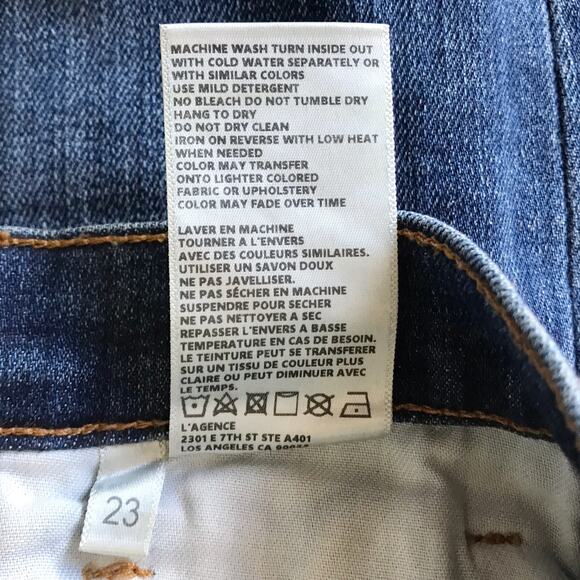 MACHINE WASH TURN INSIDE OUT
WITH COLD WATER SEPARATELY OR
WITH SIMILAR COLORS
USE MILD DETERGENT
NO BLEACH DO NOT TUMBLE DRY
HANG TO DRY
DO NOT DRY CLEAN
IRON ON REVERSE WITH LOW HEAT
WHEN NEEDED
COLOR MAY TRANSFER
ONTO LIGHTER COLORED
FABRIC OR UPHOLSTERY
COLOR MAY FADE OVER TIME
LAVER EN MACHINE
TOURNER A L'ENVERS
AVEC DES COULEURS SIMILAIRES.
UTILISER UN SAVON DOUX
NE PAS JAVELLISER.
NE PAS SÉCHER EN MACHINE
SUSPENDRE POUR SECHER
NE PAS NETTOYER A SEC
REPASSER L'ENVERS A BASSE
TEMPERATURE EN CAS DE BESOIN.
LE TEINTURE PEUT SE TRANSFERER
SUR UN TISSU DE COULEUR PLUS
CLAIRE OU PEUT DIMINUER AVEC
LE TEMPS.
L'AGENCE
2301 E 7TH ST STE A401
LOS ANGELES CA
23